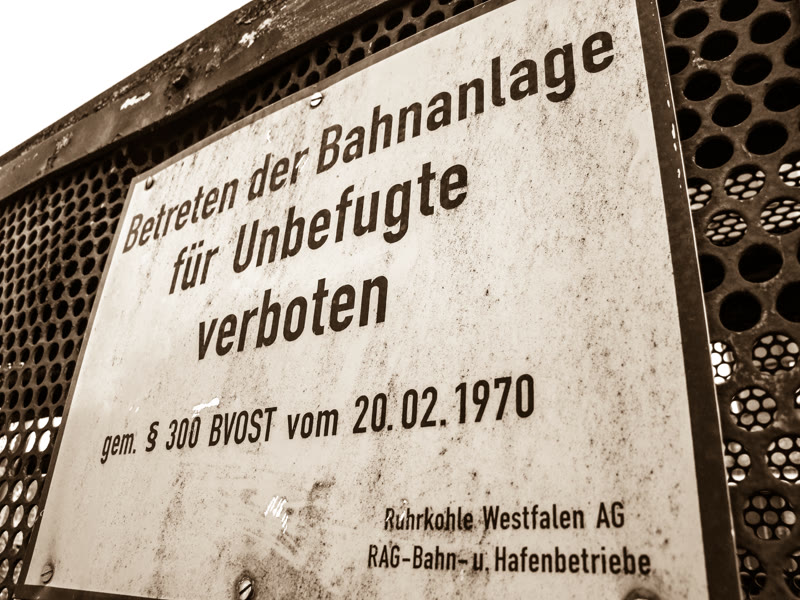 Betreten der Bahnanlage
für Unbefugte
verboten
gem. § 300 BVOST vom 20.02.1970
Ruhrkohle Westfalen AG
RAG-Bahn- u. Hafenbetriebe